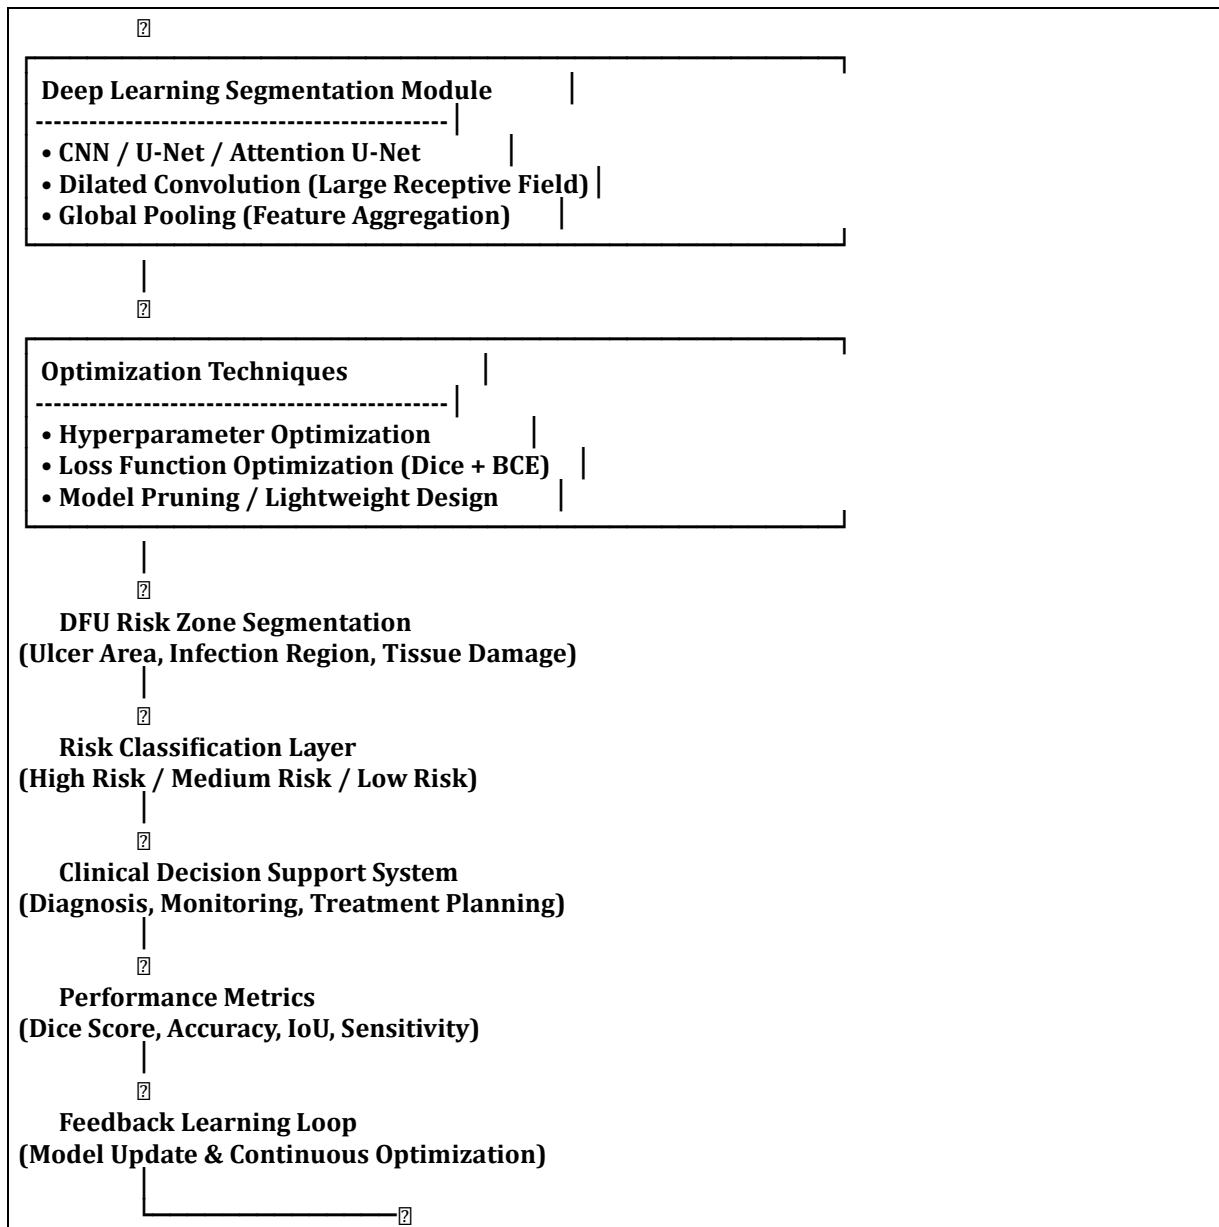 Deep Learning Segmentation Module
----------------------------------------------
• CNN / U-Net / Attention U-Net
• Dilated Convolution (Large Receptive Field)
• Global Pooling (Feature Aggregation)
Optimization Techniques
----------------------------------------------
• Hyperparameter Optimization
• Loss Function Optimization (Dice + BCE)
• Model Pruning / Lightweight Design
DFU Risk Zone Segmentation
(Ulcer Area, Infection Region, Tissue Damage)
Risk Classification Layer
(High Risk / Medium Risk / Low Risk)
Clinical Decision Support System
(Diagnosis, Monitoring, Treatment Planning)
Performance Metrics
(Dice Score, Accuracy, IoU, Sensitivity)
Feedback Learning Loop
(Model Update & Continuous Optimization)